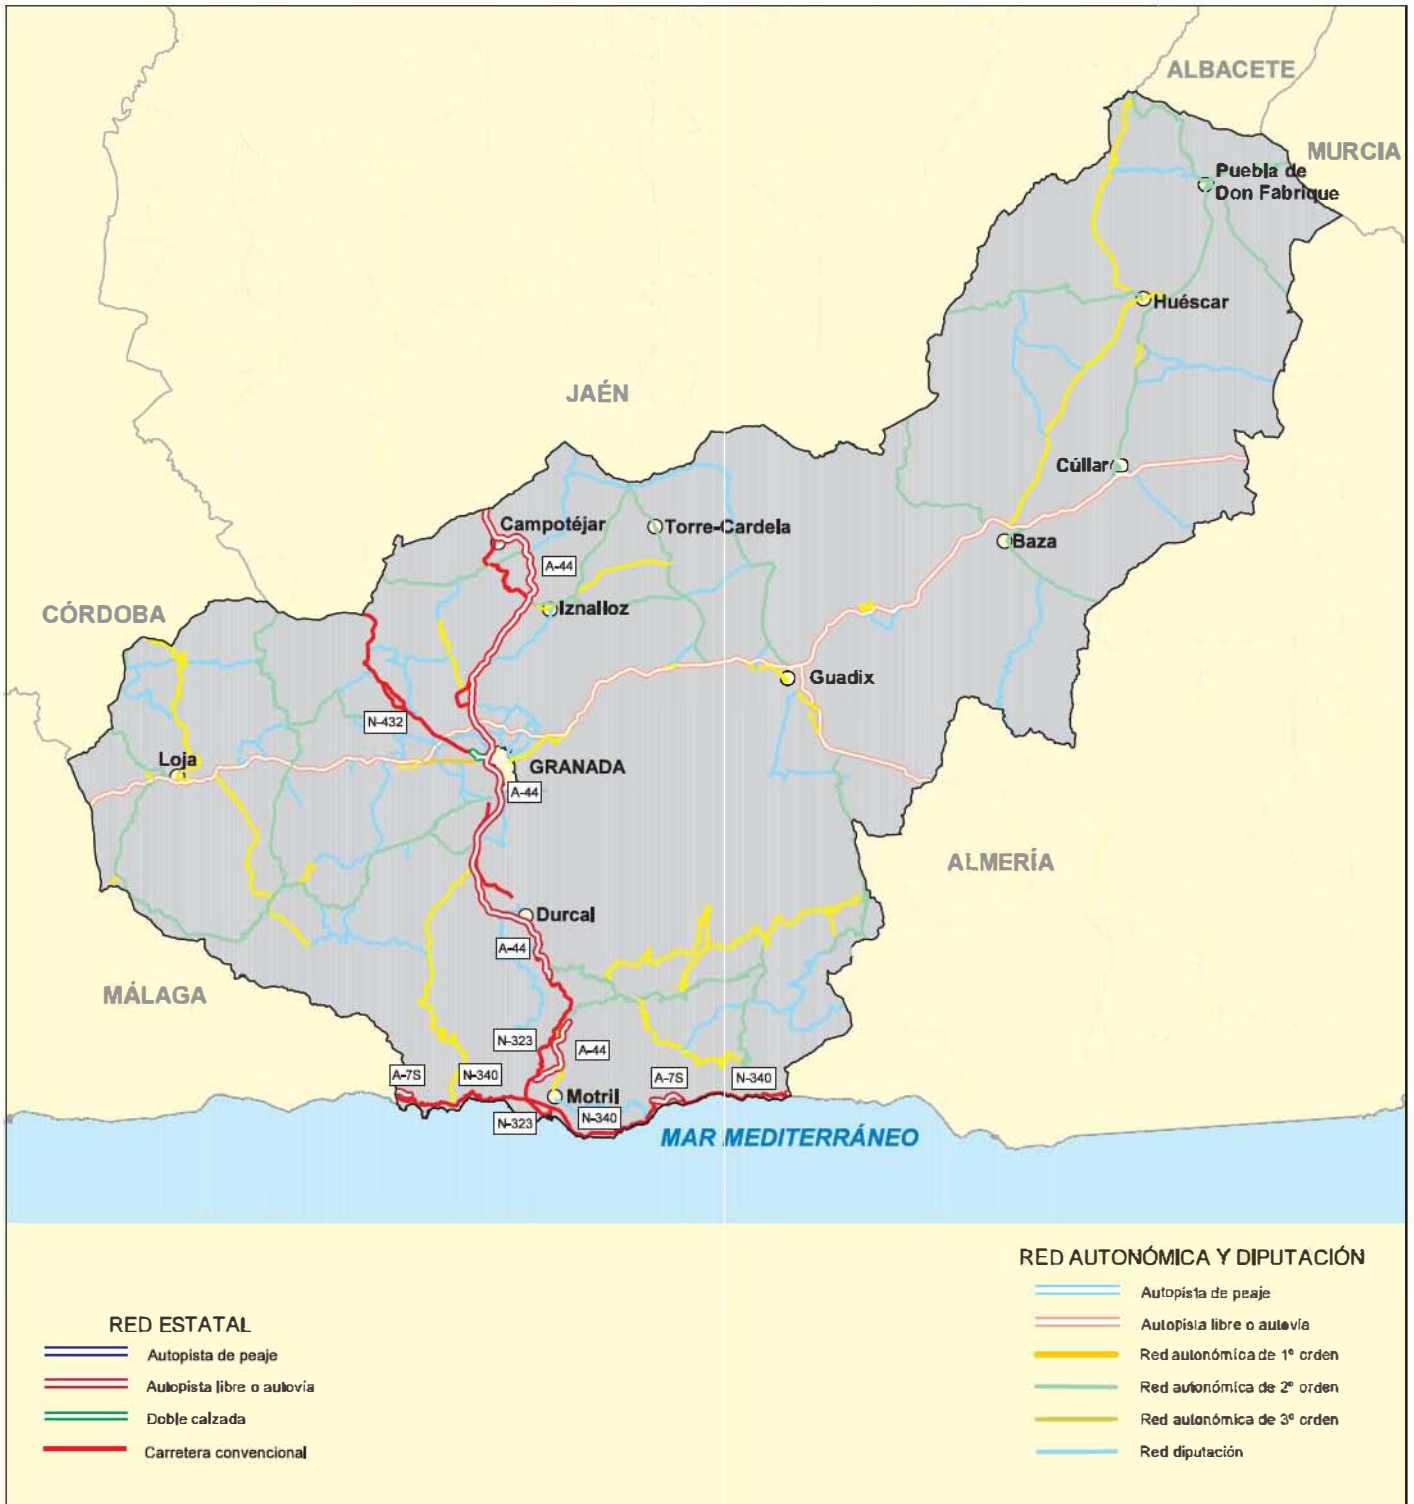 ALBACETE
MURCIA
Puebla de
Don Fabrique
Huéscar
JAÉN
Cúllar
Campotéjar
Torre-Cardela
Baza
A-44
CÓRDOBA
Iznalloz
Guadix
N-432
Loja
GRANADA
A-44
ALMERÍA
Durcal
A-44
MÁLAGA
N-323
A-44
A-7S
N-340
A-7S
N-340
Motril
N-323
N-340
MAR MEDITERRÁNEO
RED ESTATAL
Autopista de peaje
Autopista libre o autovía
Doble calzada
Carretera convencional
RED AUTONÓMICA Y DIPUTACIÓN
Autopista de peaje
Autopista libre o autovía
Red autonómica de 1º orden
Red autonómica de 2º orden
Red autonómica de 3º orden
Red diputación